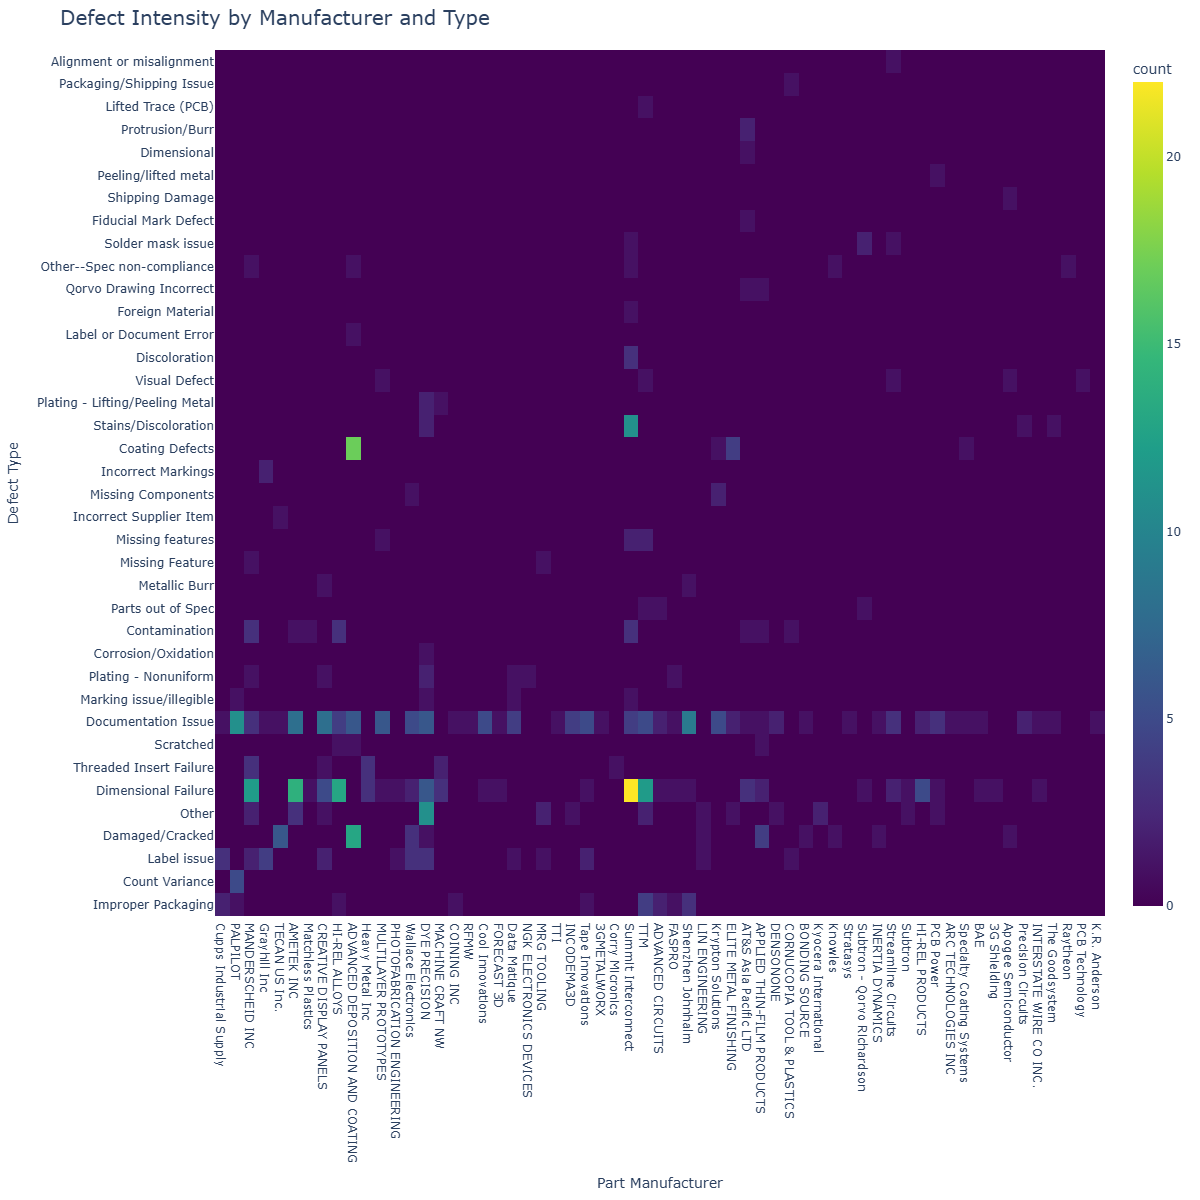 Defect Intensity by Manufacturer and Type
count
20
15
10
5
0
Defect Type
Alignment or misalignment
Packaging/Shipping Issue
Lifted Trace (PCB)
Protrusion/Burr
Dimensional
Peeling/lifted metal
Shipping Damage
Fiducial Mark Defect
Solder mask issue
Other--Spec non-compliance
Qorvo Drawing Incorrect
Foreign Material
Label or Document Error
Discoloration
Visual Defect
Plating - Lifting/Peeling Metal
Stains/Discoloration
Coating Defects
Incorrect Markings
Missing Components
Incorrect Supplier Item
Missing features
Missing Feature
Metallic Burr
Parts out of Spec
Contamination
Corrosion/Oxidation
Plating - Nonuniform
Marking issue/illegible
Documentation Issue
Scratched
Threaded Insert Failure
Dimensional Failure
Other
Damaged/Cracked
Label issue
Count Variance
Improper Packaging
Cupps Industrial Supply
PALPILOT
MANDERSCHEID INC
Grayhill Inc
TECAN US Inc.
AMETEK INC
Matchless Plastics
CREATIVE DISPLAY PANELS
HI-REL ALLOYS
ADVANCED DEPOSITION AND COATING
Heavy Metal Inc
MULTILAYER PROTOTYPES
PHOTOFABRICATION ENGINEERING
Wallace Electronics
DYE PRECISION
MACHINE CRAFT NW
COINING INC
RFMW
Cool Innovations
FORECAST 3D
Data Matique
NGK ELECTRONICS DEVICES
MRG TOOLING
TTI
INCODEMA3D
Tape Innovations
3GMETALWORX
Corry Micronics
Summit Interconnect
TTM
ADVANCED CIRCUITS
FASPRO
Shenzhen Johnhalm
LIN ENGINEERING
Krypton Solutions
ELITE METAL FINISHING
AT&S Asia Pacific LTD
APPLIED THIN-FILM PRODUCTS
DENSONONE
CORNUCOPIA TOOL & PLASTICS
BONDING SOURCE
Kyocera International
Knowles
Stratasys
Subtron - Qorvo Richardson
INERTIA DYNAMICS
Streamline Circuits
Subtron
HI-REL PRODUCTS
PCB Power
ARC TECHNOLOGIES INC
Specialty Coating Systems
BAE
3G Shielding
Apogee Semiconductor
Precision Circuits
INTERSTATE WIRE CO INC.
The Goodsystem
Raytheon
PCB Technology
K.R. Anderson
Part Manufacturer